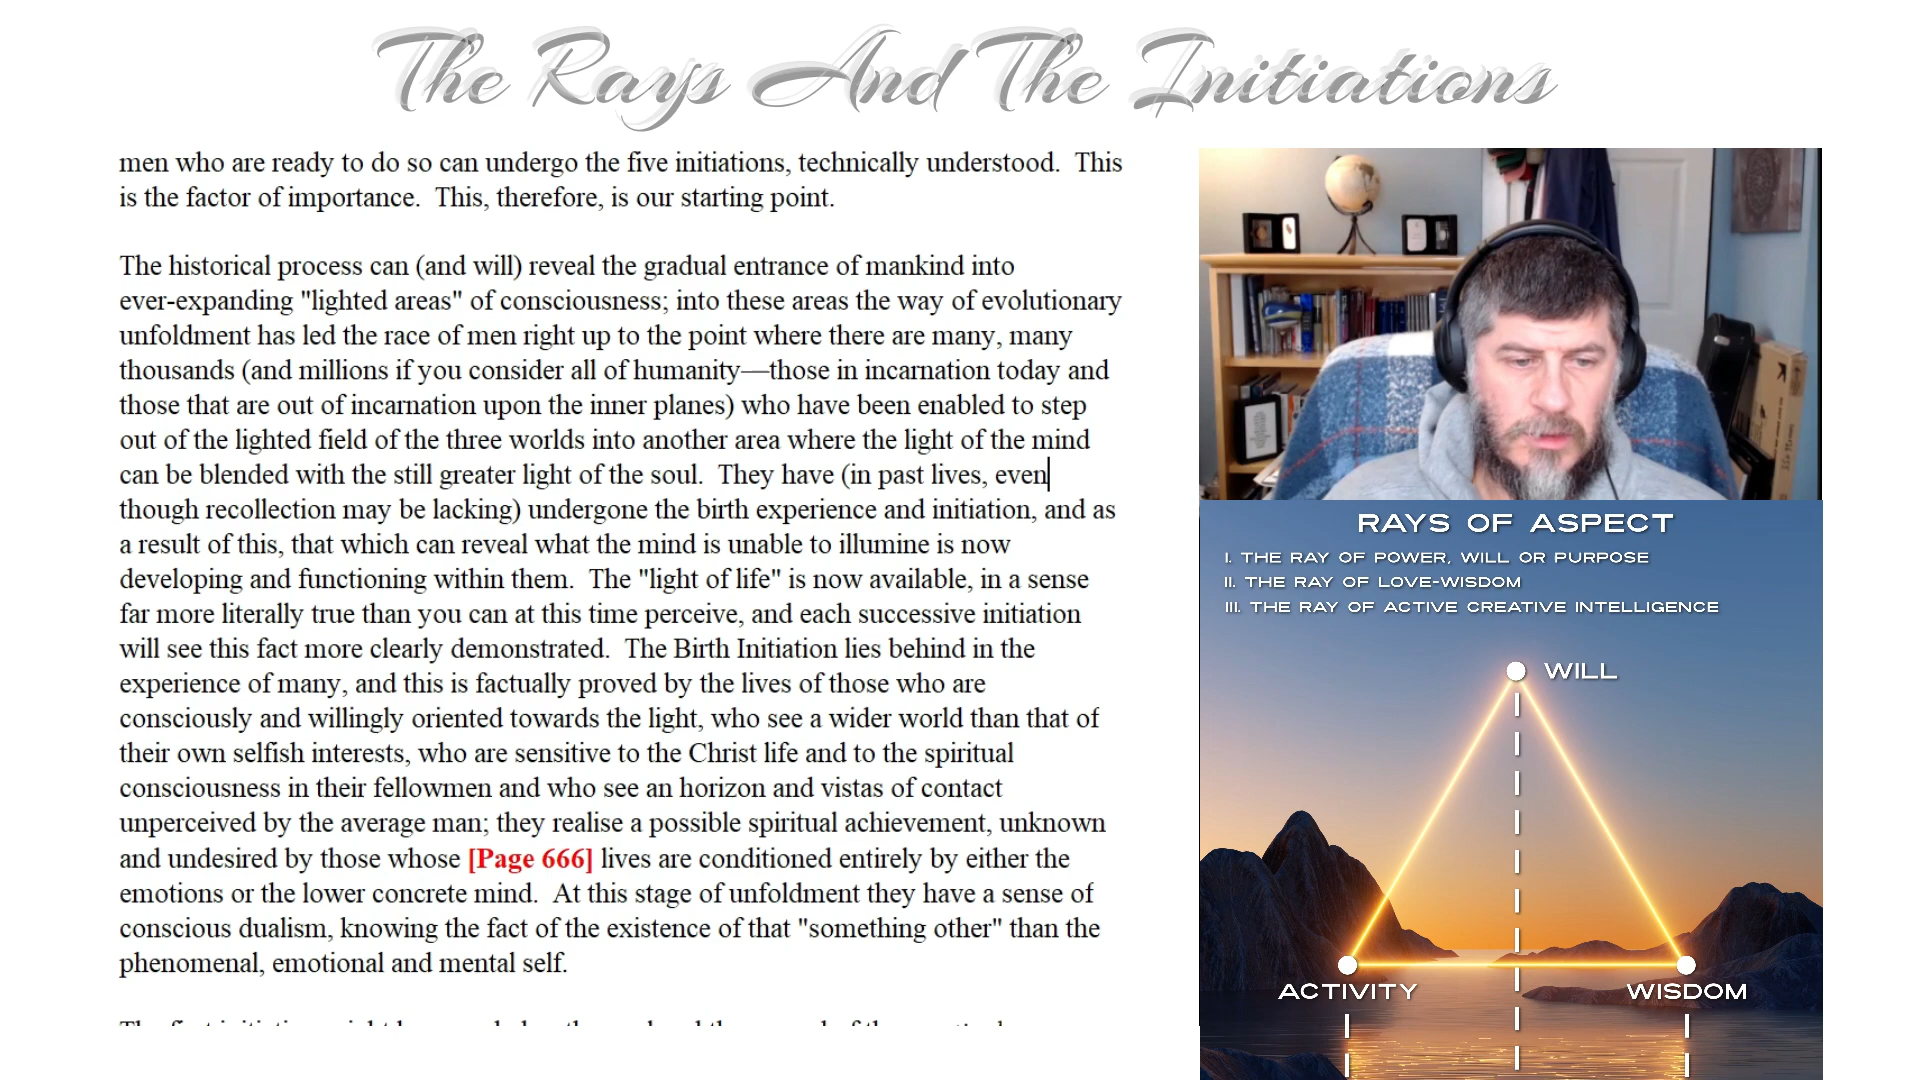 The Rays And The Initiations
men who are ready to do so can undergo the five initiations, technically understood.  This
is the factor of importance.  This, therefore, is our starting point.
The historical process can (and will) reveal the gradual entrance of mankind into
ever-expanding "lighted areas" of consciousness; into these areas the way of evolutionary
unfoldment has led the race of men right up to the point where there are many, many
thousands (and millions if you consider all of humanity—those in incarnation today and
those that are out of incarnation upon the inner planes) who have been enabled to step
out of the lighted field of the three worlds into another area where the light of the mind
can be blended with the still greater light of the soul.  They have (in past lives, even
though recollection may be lacking) undergone the birth experience and initiation, and as
a result of this, that which can reveal what the mind is unable to illumine is now
developing and functioning within them.  The "light of life" is now available, in a sense
far more literally true than you can at this time perceive, and each successive initiation
will see this fact more clearly demonstrated.  The Birth Initiation lies behind in the
experience of many, and this is factually proved by the lives of those who are
consciously and willingly oriented towards the light, who see a wider world than that of
their own selfish interests, who are sensitive to the Christ life and to the spiritual
consciousness in their fellowmen and who see an horizon and vistas of contact
unperceived by the average man; they realise a possible spiritual achievement, unknown
and undesired by those whose [Page 666] lives are conditioned entirely by either the
emotions or the lower concrete mind.  At this stage of unfoldment they have a sense of
conscious dualism, knowing the fact of the existence of that "something other" than the
phenomenal, emotional and mental self.
RAYS OF ASPECT
I. THE RAY OF POWER, WILL OR PURPOSE
II. THE RAY OF LOVE-WISDOM
III. THE RAY OF ACTIVE CREATIVE INTELLIGENCE
WILL
ACTIVITY
WISDOM